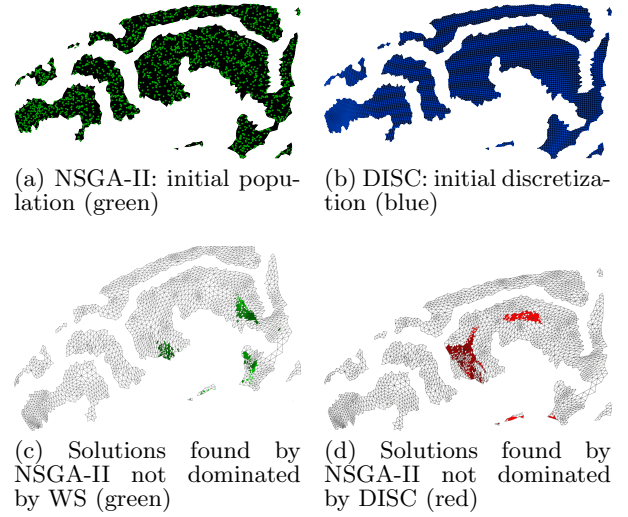 (a) NSGA-II: initial popu-
lation (green)
(b) DISC: initial discretiza-
tion (blue)
(c) Solutions found by
NSGA-II not dominated
by WS (green)
(d) Solutions found by
NSGA-II not dominated
by DISC (red)